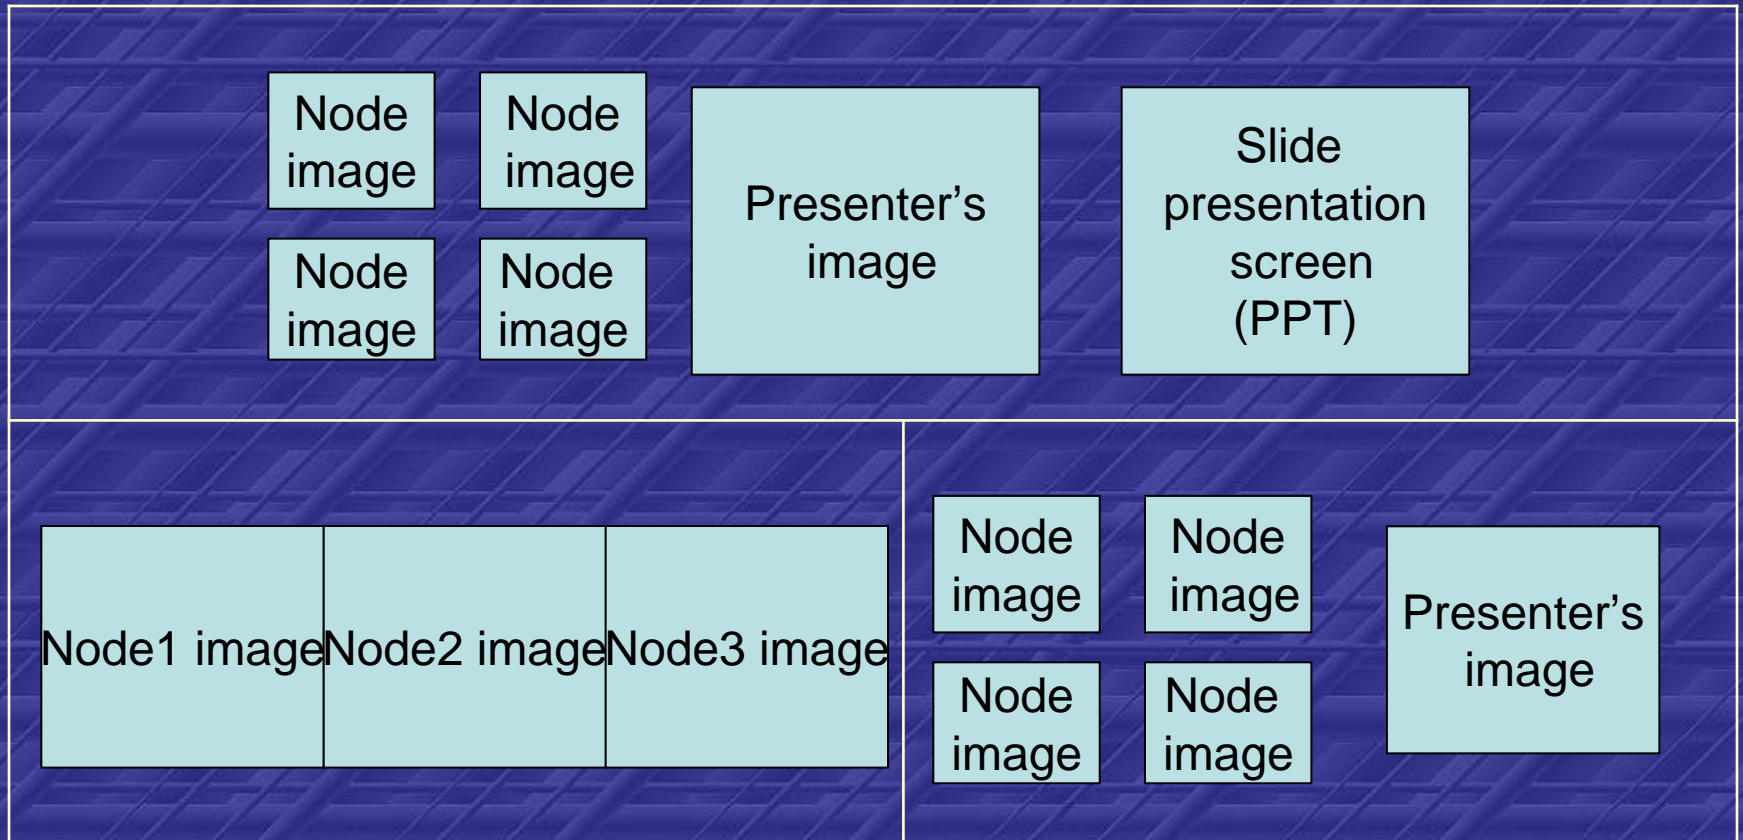 Node
image
Node
image
Node
image
Node
image
Presenter’s
image
Slide
presentation
screen
(PPT)
Node1 image
Node2 image
Node3 image
Node
image
Node
image
Node
image
Node
image
Presenter’s
image